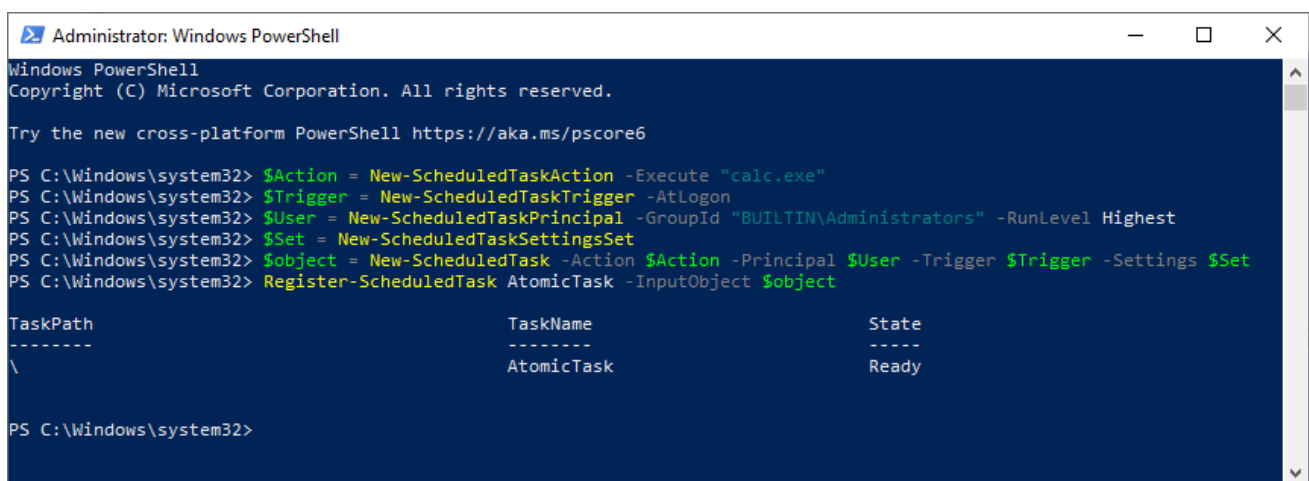 Administrator: Windows PowerShell
Windows PowerShell
Copyright (C) Microsoft Corporation. All rights reserved.
Try the new cross-platform PowerShell https://aka.ms/pscore6
PS C:\Windows\system32> $Action = New-ScheduledTaskAction -Execute "calc.exe"
PS C:\Windows\system32> $Trigger = New-ScheduledTaskTrigger -AtLogon
PS C:\Windows\system32> $User = New-ScheduledTaskPrincipal -GroupId "BUILTIN\Administrators" -RunLevel Highest
PS C:\Windows\system32> $Set = New-ScheduledTaskSettingsSet
PS C:\Windows\system32> $object = New-ScheduledTask -Action $Action -Principal $User -Trigger $Trigger -Settings $Set
PS C:\Windows\system32> Register-ScheduledTask AtomicTask -InputObject $object
TaskPath TaskName State
-------- -------- -----
\ AtomicTask Ready
PS C:\Windows\system32>